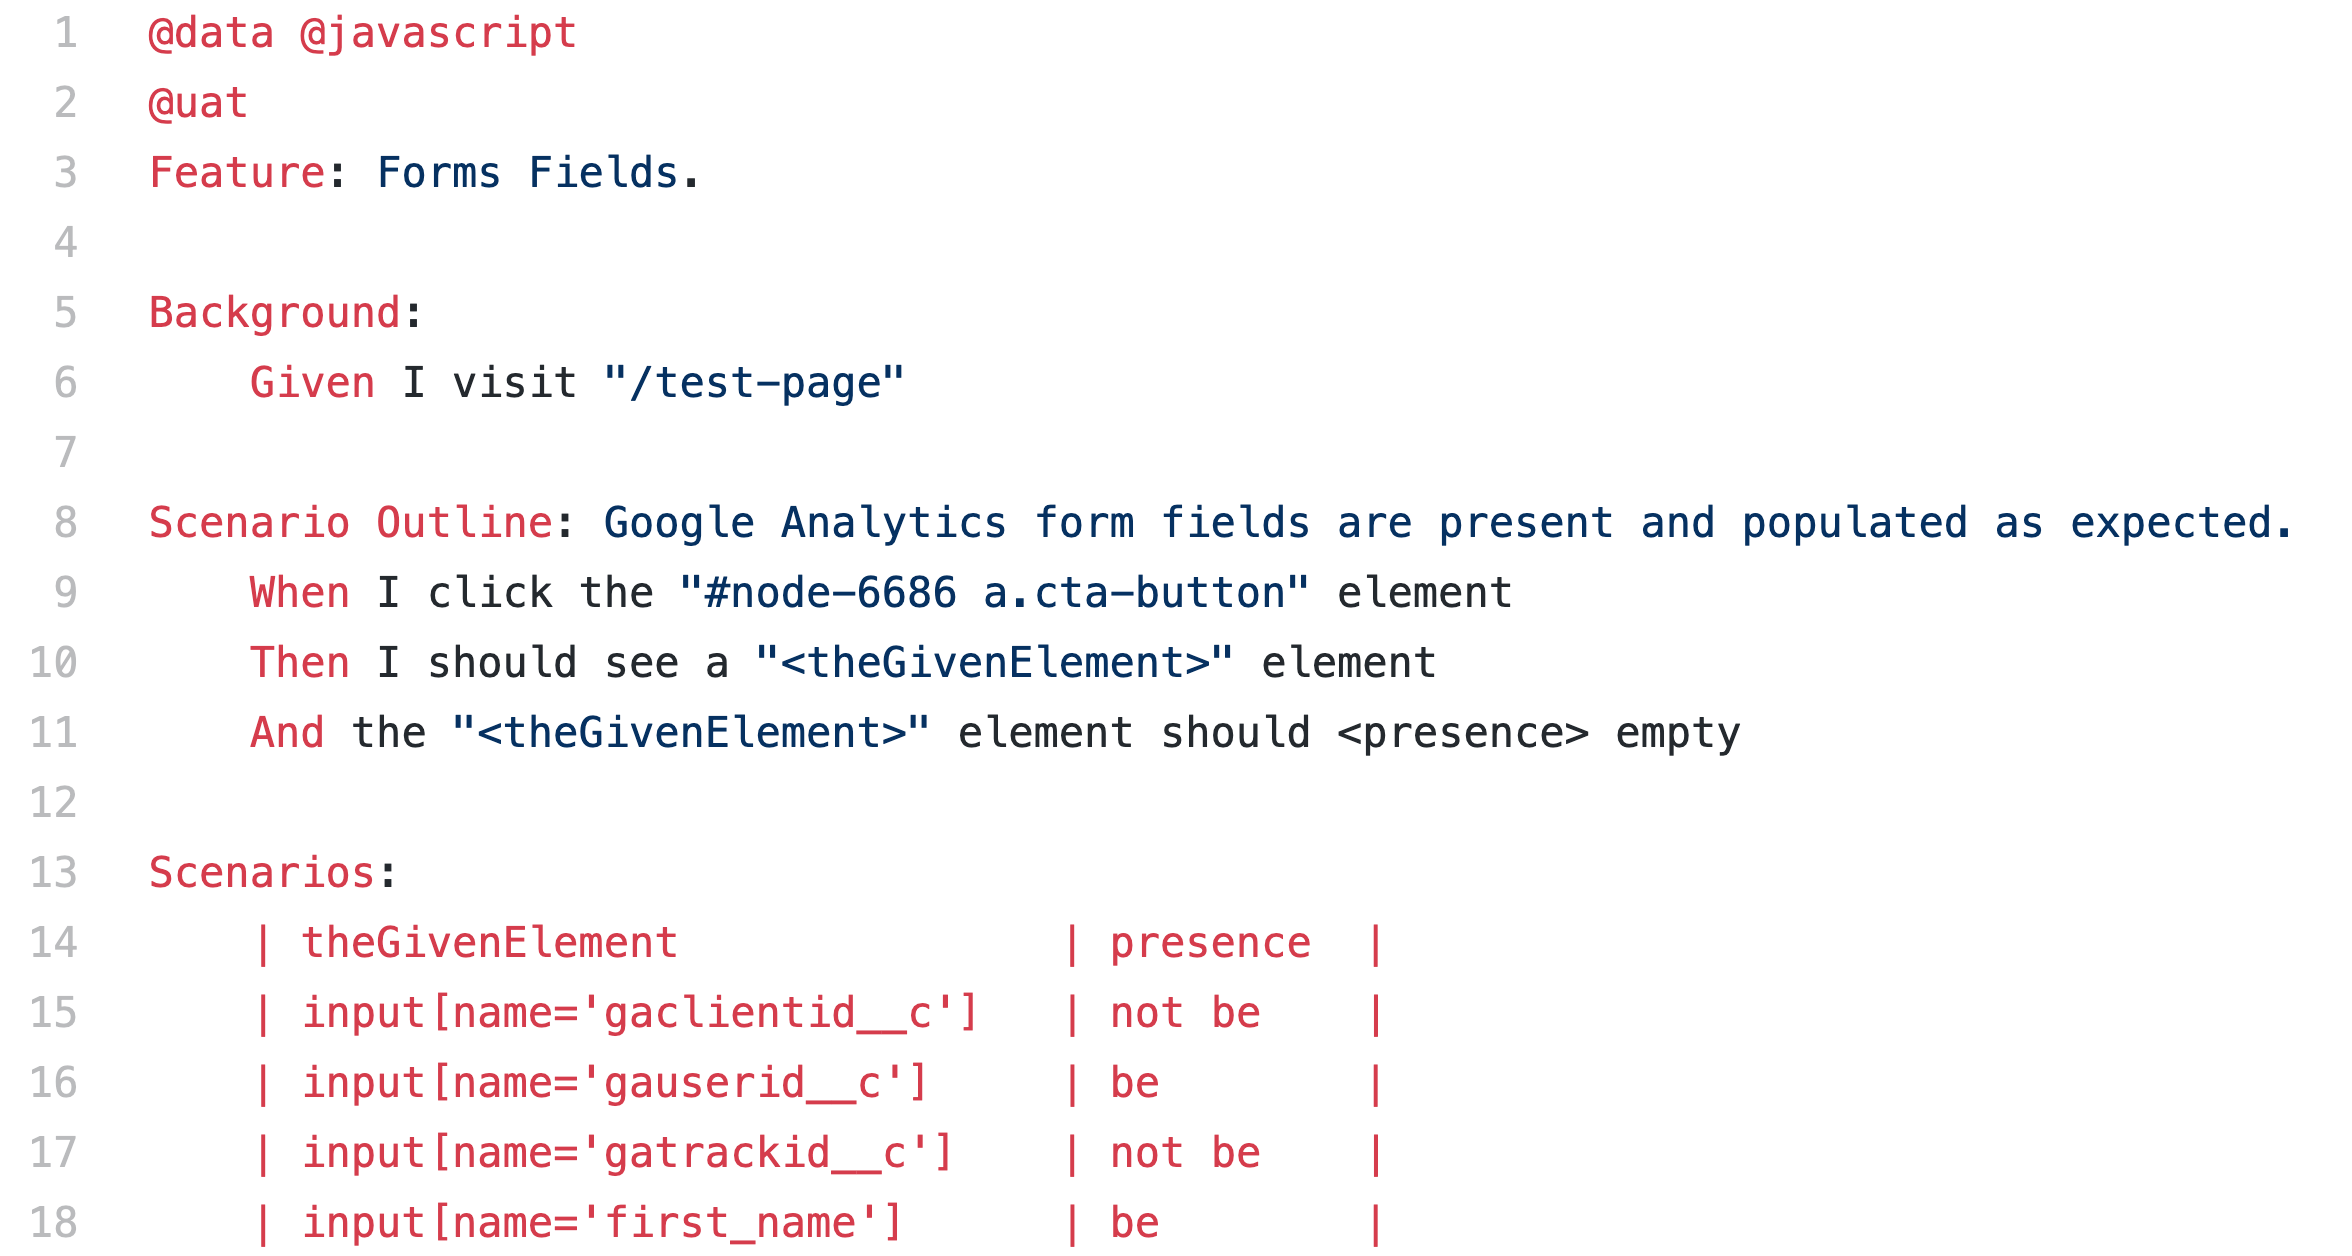 1 @data @javascript
2 @uat
3 Feature: Forms Fields.
4
5 Background:
6     Given I visit "/test-page"
7
8 Scenario Outline: Google Analytics form fields are present and populated as expected.
9     When I click the "#node-6686 a.cta-button" element
10     Then I should see a "<theGivenElement>" element
11     And the "<theGivenElement>" element should <presence> empty
12
13 Scenarios:
14     | theGivenElement               | presence  |
15     | input[name='gaclientid__c']   | not be    |
16     | input[name='gauserid__c']     | be        |
17     | input[name='gatrackid__c']    | not be    |
18     | input[name='first_name']      | be        |